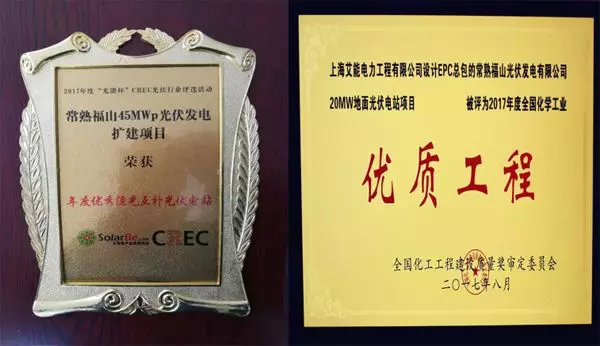 2017年度“光能杯”CREC光伏行业评选活动
常熟福山45MWp光伏发电
扩建项目
荣获
年度优秀渔光互补光伏电站
SolarBe.com
CREC
上海艾能电力工程有限公司设计EPC总包的常熟福山光伏发电有限公司
20MW地面光伏电站项目 被评为2017年度全国化学工业
优质工程
全国化工工程建设质量奖审定委员会
二〇一七年八月